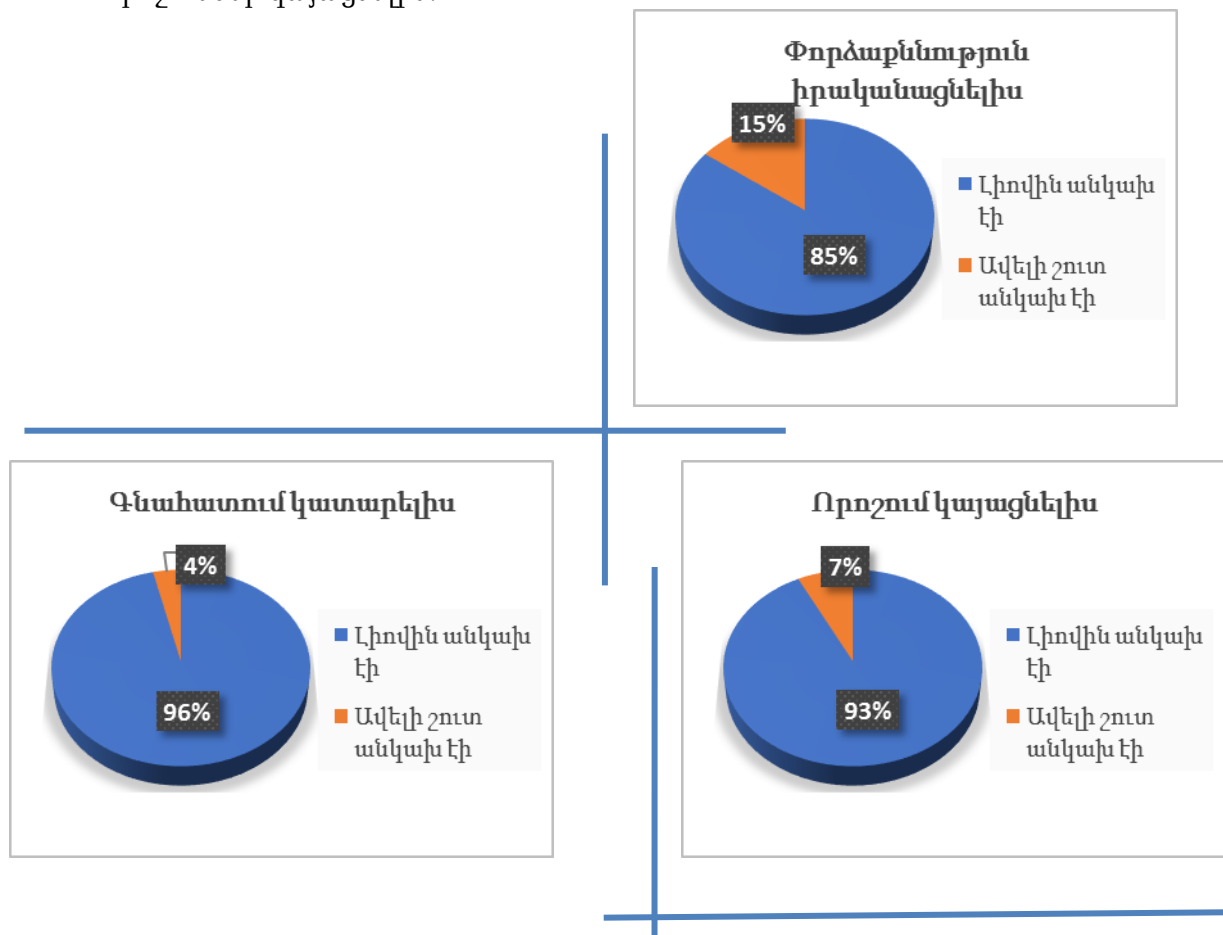 Փորձաքննություն
իրականացնելիս
15%
85%
Լիովին անկախ
էի
Ավելի շուտ
անկախ էի
Գնահատում կատարելիս
4%
96%
Լիովին անկախ
էի
Ավելի շուտ
անկախ էի
Որոշում կայացնելիս
7%
93%
Լիովին անկախ
էի
Ավելի շուտ
անկախ էի